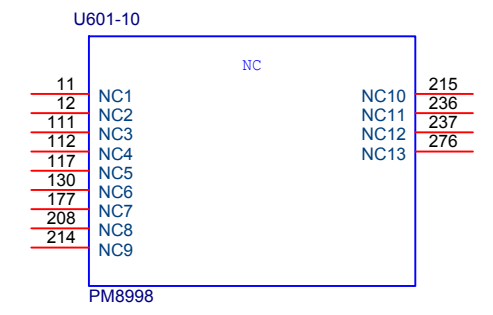 U601-10
NC
11 NC1 NC10 215
12 NC2 NC11 236
111 NC3 NC12 237
112 NC4 NC13 276
117 NC5
130 NC6
177 NC7
208 NC8
214 NC9
PM8998